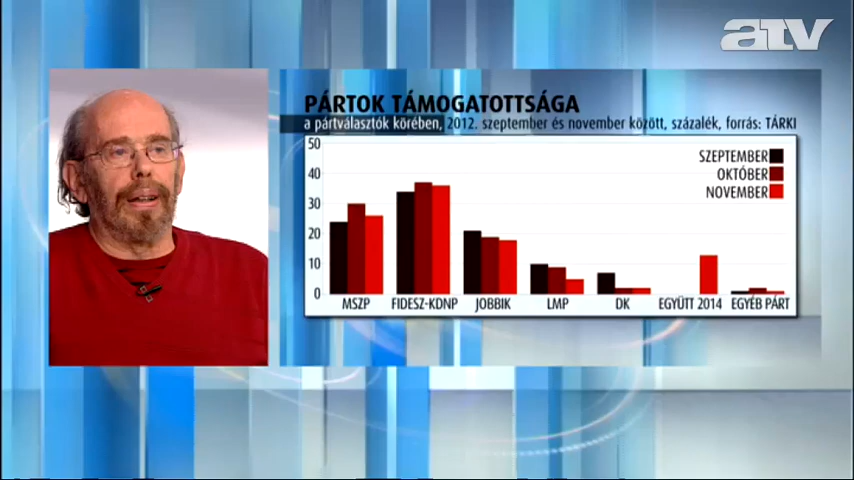 atv
PÁRTOK TÁMOGATOTTSÁGA
a pártválasztók körében, 2012. szeptember és november között, százalék, forrás: TÁRKI
50
40
30
20
10
0
SZEPTEMBER
OKTÓBER
NOVEMBER
MSZP FIDESZ-KDNP JOBBIK LMP DK EGYÜTT 2014 EGYÉB PÁRT